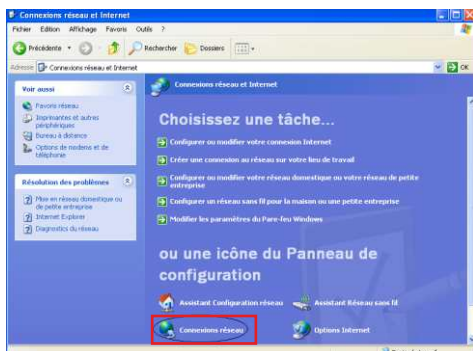 Connexions réseau et Internet
Fichier Edition Affichage Favoris Outils ?
Précédente Rechercher Dossiers
Adresse Connexions réseau et Internet OK
Voir aussi
Favoris réseau
Imprimantes et autres
périphériques
Bureau à distance
Options de modems et de
téléphonie
Résolution des problèmes
Mise en réseau domestique ou
de petite entreprise
Internet Explorer
Diagnostics du réseau
Connexions réseau et Internet
Choisissez une tâche...
Configurer ou modifier votre connexion Internet
Créer une connexion au réseau sur votre lieu de travail
Configurer ou modifier votre réseau domestique ou votre réseau de petite
entreprise
Configurer un réseau sans fil pour la maison ou une petite entreprise
Modifier les paramètres du Pare-feu Windows
ou une icône du Panneau de
configuration
Assistant Configuration réseau Assistant Réseau sans fil
Connexions réseau Options Internet